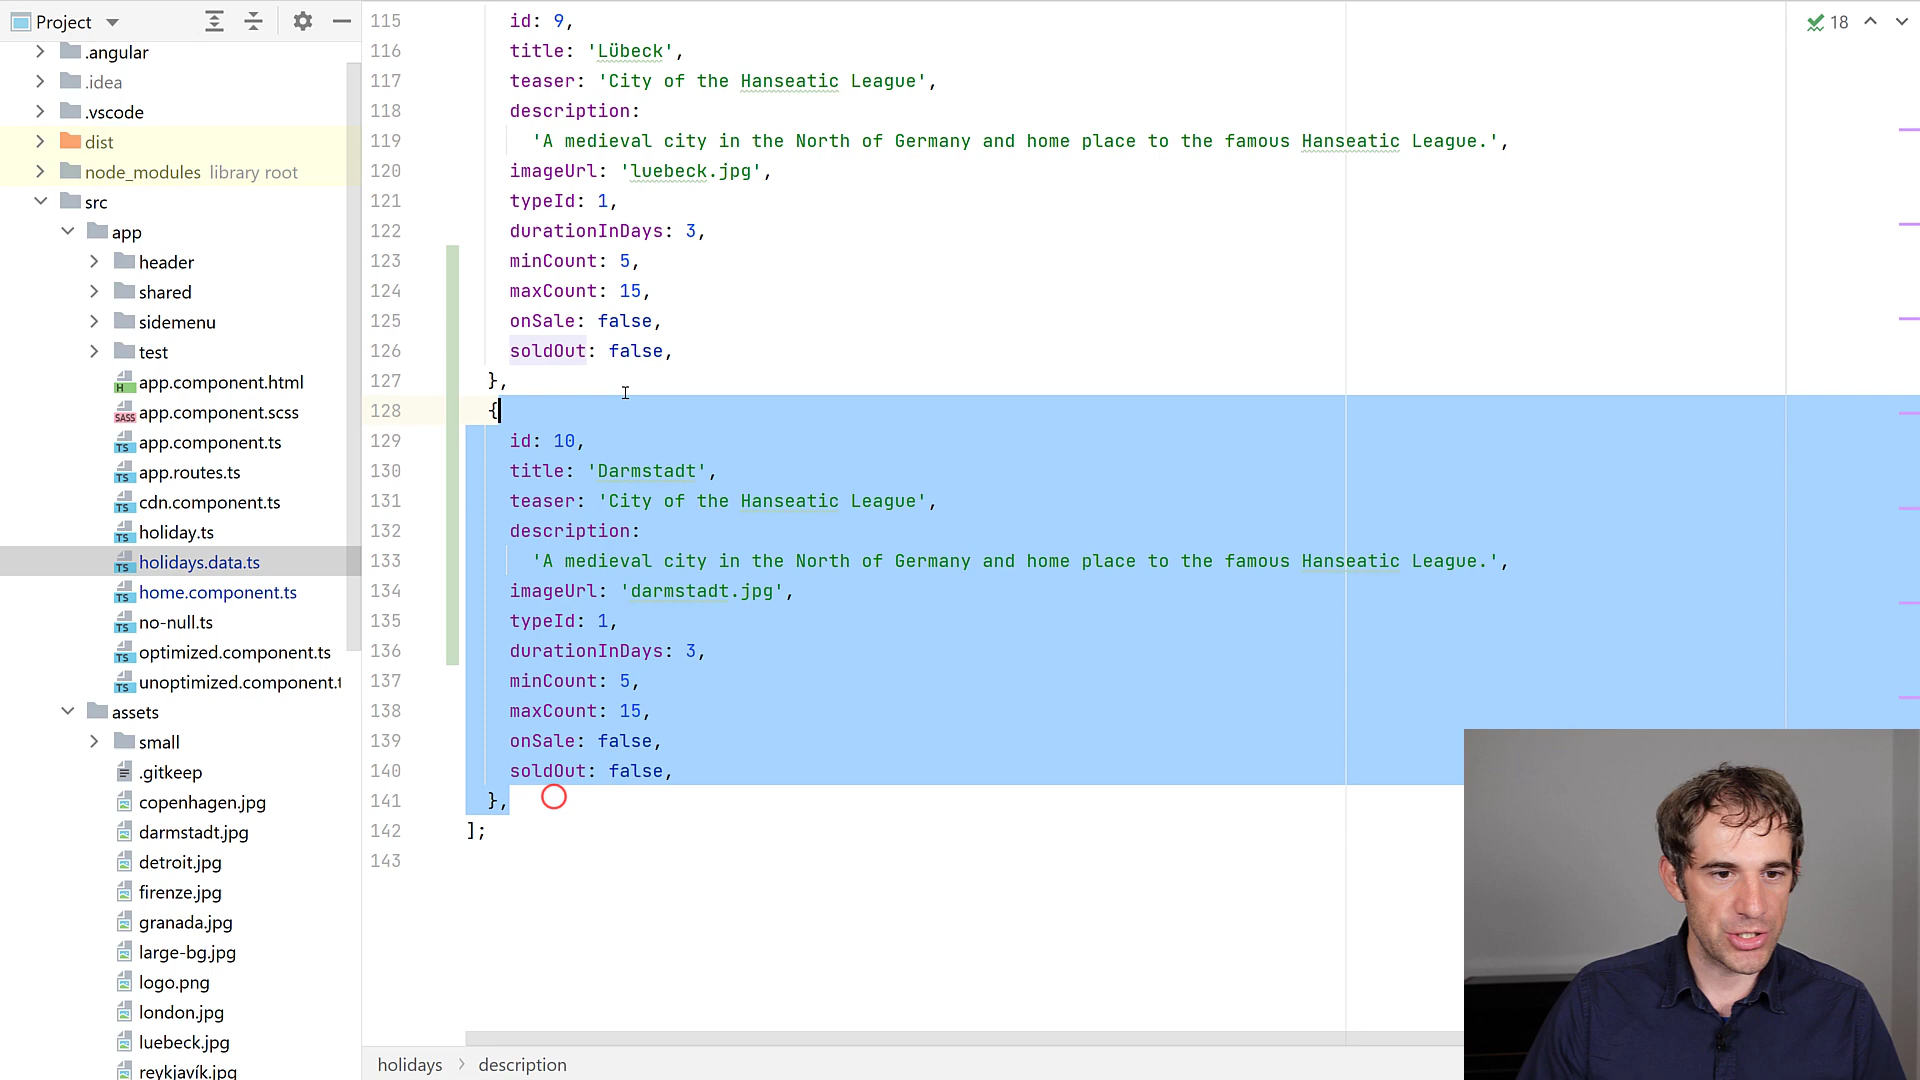 Project
.angular
.idea
.vscode
dist
node_modules library root
src
app
header
shared
sidemenu
test
app.component.html
app.component.scss
app.component.ts
app.routes.ts
cdn.component.ts
holiday.ts
holidays.data.ts
home.component.ts
no-null.ts
optimized.component.ts
unoptimized.component.t
assets
small
.gitkeep
copenhagen.jpg
darmstadt.jpg
detroit.jpg
firenze.jpg
granada.jpg
large-bg.jpg
logo.png
london.jpg
luebeck.jpg
reykjavík.jpg
18
115 id: 9,
116 title: 'LÜbeck',
117 teaser: 'City of the Hanseatic League',
118 description:
119 'A medieval city in the North of Germany and home place to the famous Hanseatic League.',
120 imageUrl: 'luebeck.jpg',
121 typeId: 1,
122 durationInDays: 3,
123 minCount: 5,
124 maxCount: 15,
125 onSale: false,
126 soldOut: false,
127 },
128 {
129 id: 10,
130 title: 'Darmstadt',
131 teaser: 'City of the Hanseatic League',
132 description:
133 'A medieval city in the North of Germany and home place to the famous Hanseatic League.',
134 imageUrl: 'darmstadt.jpg',
135 typeId: 1,
136 durationInDays: 3,
137 minCount: 5,
138 maxCount: 15,
139 onSale: false,
140 soldOut: false,
141 },
142 ];
143
holidays > description